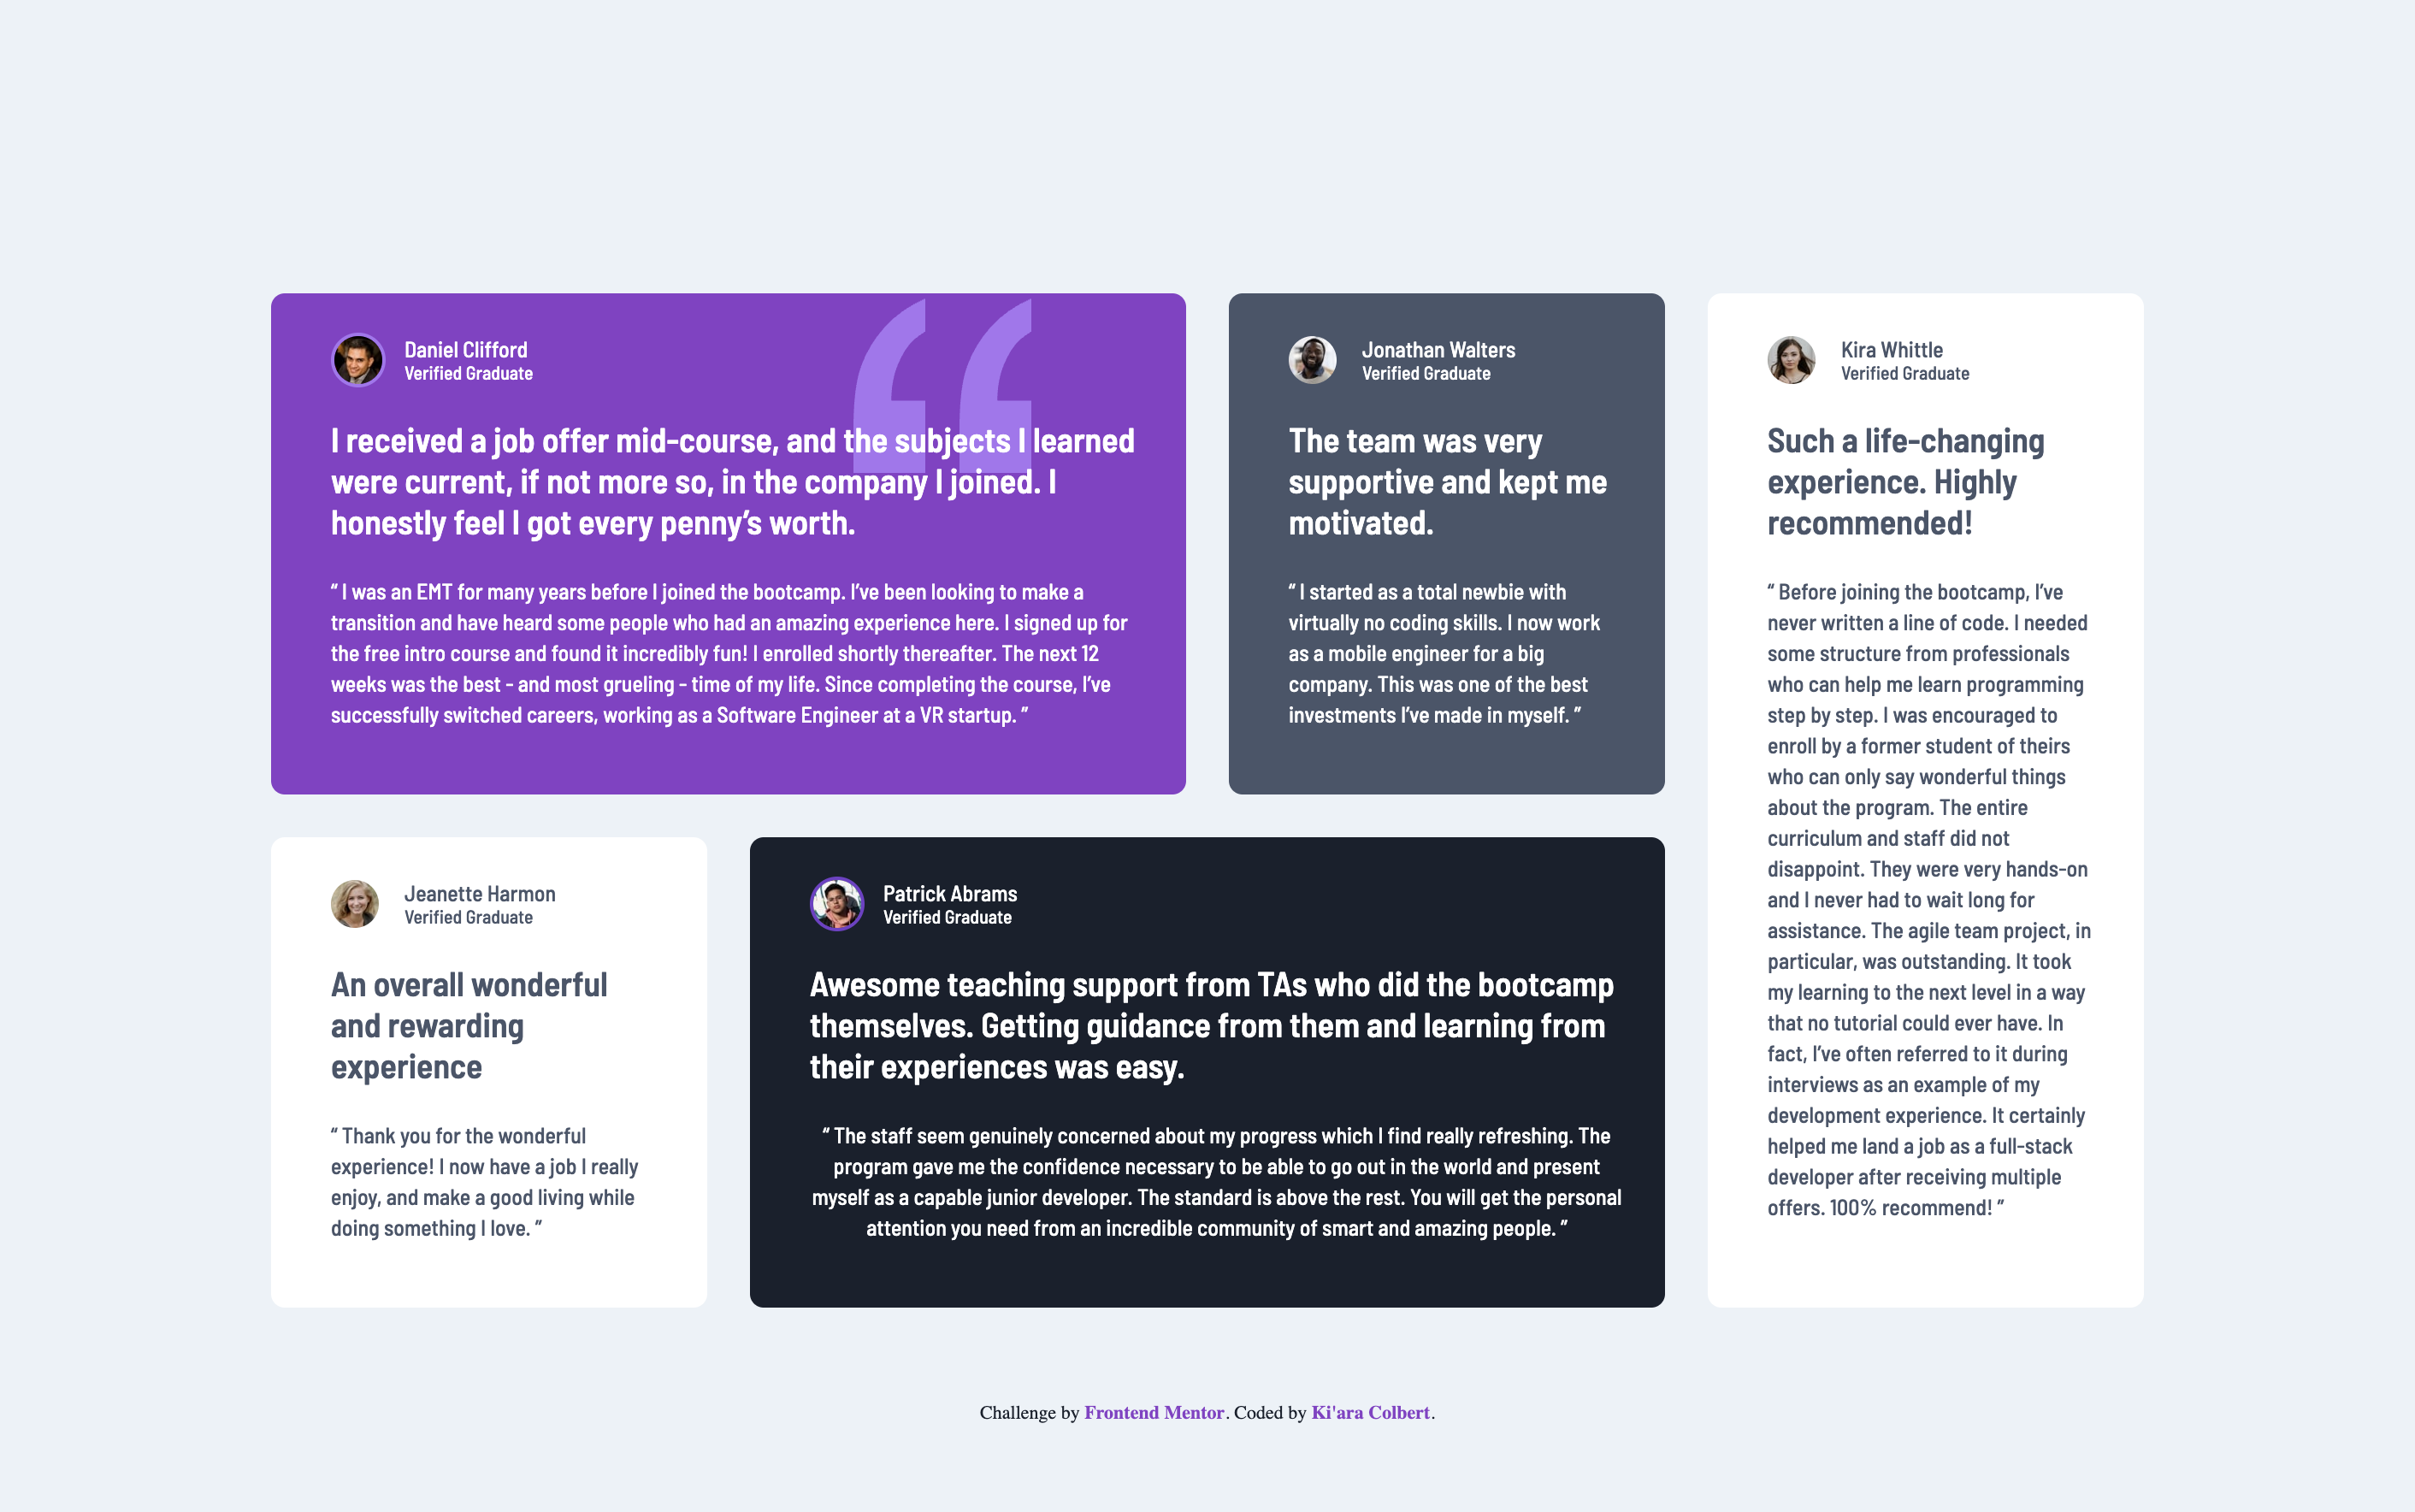 Daniel Clifford
Verified Graduate
I received a job offer mid-course, and the subjects I learned
were current, if not more so, in the company I joined. I
honestly feel I got every penny’s worth.
“ I was an EMT for many years before I joined the bootcamp. I’ve been looking to make a
transition and have heard some people who had an amazing experience here. I signed up for
the free intro course and found it incredibly fun! I enrolled shortly thereafter. The next 12
weeks was the best - and most grueling - time of my life. Since completing the course, I’ve
successfully switched careers, working as a Software Engineer at a VR startup. ”
Jonathan Walters
Verified Graduate
The team was very
supportive and kept me
motivated.
“ I started as a total newbie with
virtually no coding skills. I now work
as a mobile engineer for a big
company. This was one of the best
investments I’ve made in myself. ”
Kira Whittle
Verified Graduate
Such a life-changing
experience. Highly
recommended!
“ Before joining the bootcamp, I’ve
never written a line of code. I needed
some structure from professionals
who can help me learn programming
step by step. I was encouraged to
enroll by a former student of theirs
who can only say wonderful things
about the program. The entire
curriculum and staff did not
disappoint. They were very hands-on
and I never had to wait long for
assistance. The agile team project, in
particular, was outstanding. It took
my learning to the next level in a way
that no tutorial could ever have. In
fact, I’ve often referred to it during
interviews as an example of my
development experience. It certainly
helped me land a job as a full-stack
developer after receiving multiple
offers. 100% recommend! ”
Jeanette Harmon
Verified Graduate
An overall wonderful
and rewarding
experience
“ Thank you for the wonderful
experience! I now have a job I really
enjoy, and make a good living while
doing something I love. ”
Patrick Abrams
Verified Graduate
Awesome teaching support from TAs who did the bootcamp
themselves. Getting guidance from them and learning from
their experiences was easy.
“ The staff seem genuinely concerned about my progress which I find really refreshing. The
program gave me the confidence necessary to be able to go out in the world and present
myself as a capable junior developer. The standard is above the rest. You will get the personal
attention you need from an incredible community of smart and amazing people. ”
Challenge by Frontend Mentor. Coded by Ki'ara Colbert.